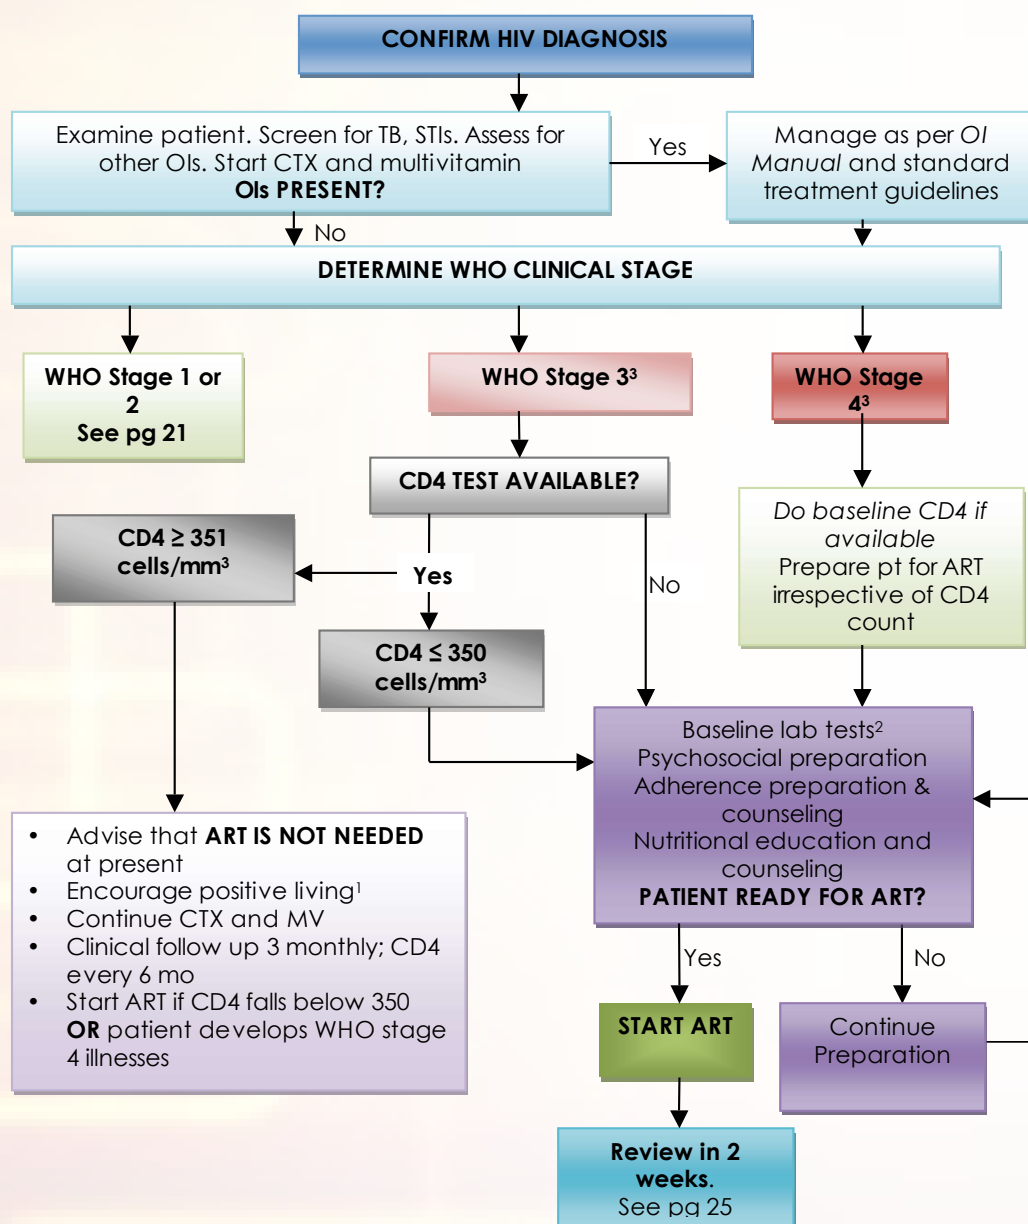 CONFIRM HIV DIAGNOSIS
Examine patient. Screen for TB, STIs. Assess for
other OIs. Start CTX and multivitamin
OIs PRESENT?
Yes
Manage as per OI
Manual and standard
treatment guidelines
No
DETERMINE WHO CLINICAL STAGE
WHO Stage 1 or
2
See pg 21
WHO Stage 3³
WHO Stage
4³
CD4 TEST AVAILABLE?
Do baseline CD4 if
available
Prepare pt for ART
irrespective of CD4
count
CD4 ≥ 351
cells/mm³
Yes
No
CD4 ≤ 350
cells/mm³
Baseline lab tests²
Psychosocial preparation
Adherence preparation &
counseling
Nutritional education and
counseling
PATIENT READY FOR ART?
• Advise that ART IS NOT NEEDED
at present
• Encourage positive living¹
• Continue CTX and MV
• Clinical follow up 3 monthly; CD4
every 6 mo
• Start ART if CD4 falls below 350
OR patient develops WHO stage
4 illnesses
Yes
No
START ART
Continue
Preparation
Review in 2
weeks.
See pg 25